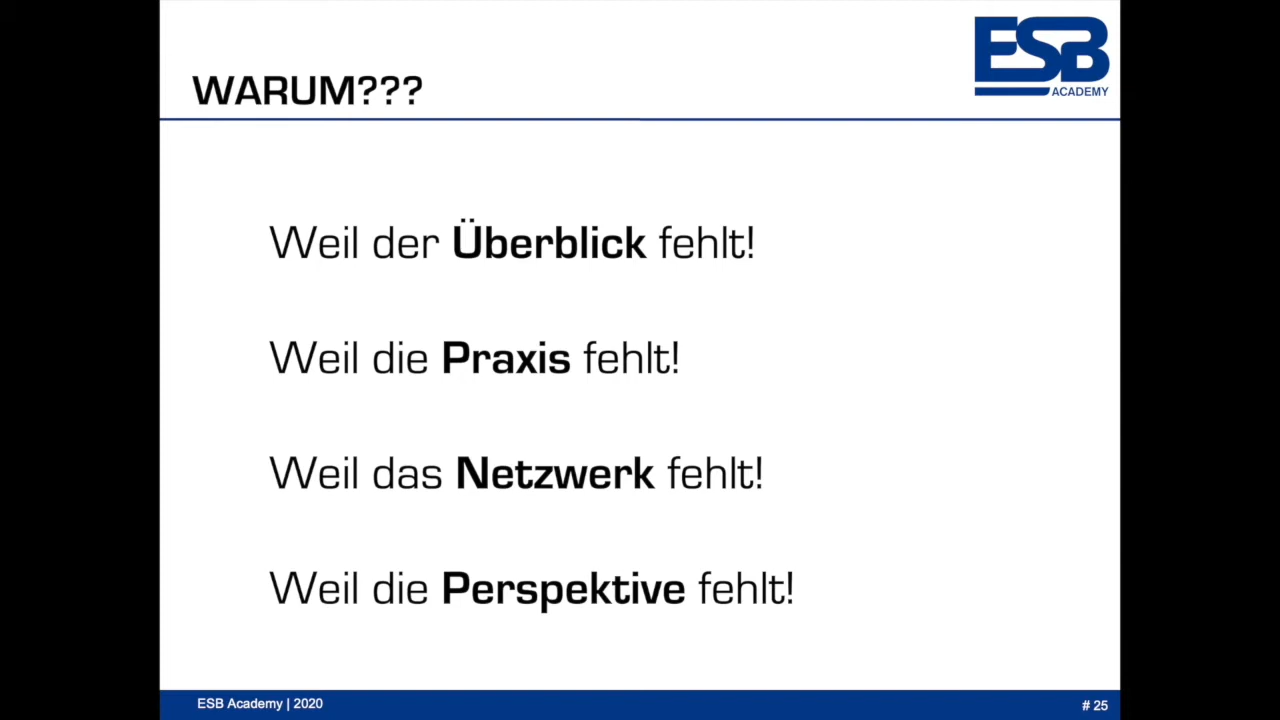 ESB
ACADEMY
WARUM???
Weil der Überblick fehlt!
Weil die Praxis fehlt!
Weil das Netzwerk fehlt!
Weil die Perspektive fehlt!
ESB Academy | 2020
# 25